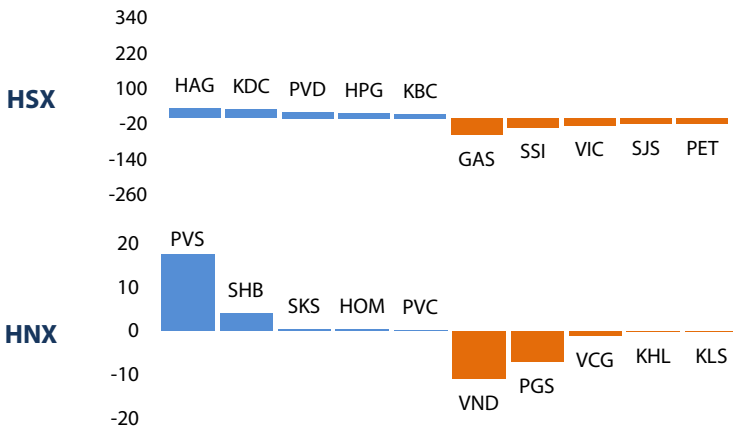 340
220
100
HAG KDC PVD HPG KBC
HSX
-20
-140
GAS SSI VIC SJS PET
-260
20
PVS
10
SHB SKS HOM PVC
0
HNX
-10
VND PGS VCG KHL KLS
-20